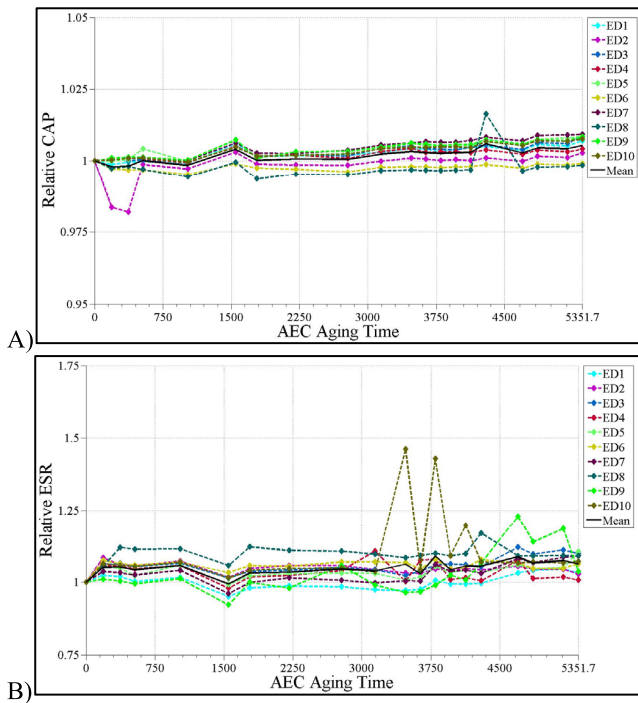 A)
Relative CAP
1.05
1.025
1
0.975
0.95
0 750 1500 2250 3000 3750 4500 5351.7
AEC Aging Time
ED1
ED2
ED3
ED4
ED5
ED6
ED7
ED8
ED9
ED10
Mean
B)
Relative ESR
1.75
1.5
1.25
1
0.75
0 750 1500 2250 3000 3750 4500 5351.7
AEC Aging Time
ED1
ED2
ED3
ED4
ED5
ED6
ED7
ED8
ED9
ED10
Mean